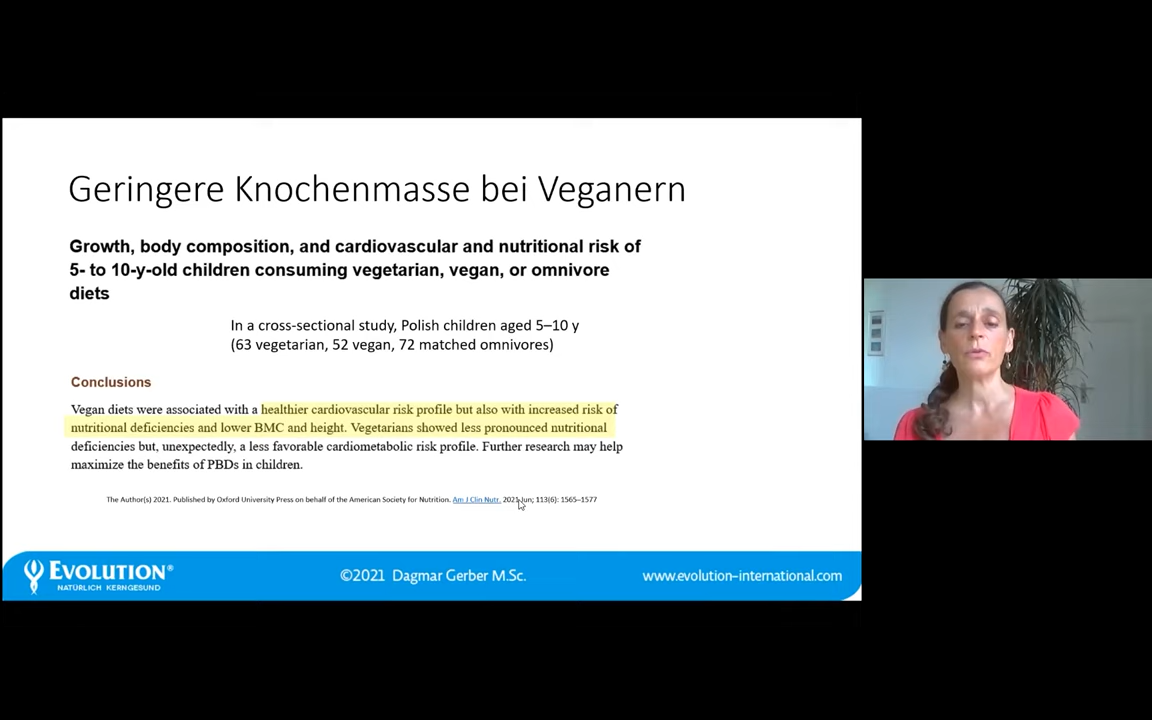 Geringere Knochenmasse bei Veganern
Growth, body composition, and cardiovascular and nutritional risk of
5- to 10-y-old children consuming vegetarian, vegan, or omnivore
diets
In a cross-sectional study, Polish children aged 5–10 y
(63 vegetarian, 52 vegan, 72 matched omnivores)
Conclusions
Vegan diets were associated with a healthier cardiovascular risk profile but also with increased risk of
nutritional deficiencies and lower BMC and height. Vegetarians showed less pronounced nutritional
deficiencies but, unexpectedly, a less favorable cardiometabolic risk profile. Further research may help
maximize the benefits of PBDs in children.
The Author(s) 2021. Published by Oxford University Press on behalf of the American Society for Nutrition. Am J Clin Nutr. 2021 Jun; 113(6): 1565–1577
EVOLUTION®
NATÜRLICH KERNGESUND
©2021 Dagmar Gerber M.Sc.
www.evolution-international.com